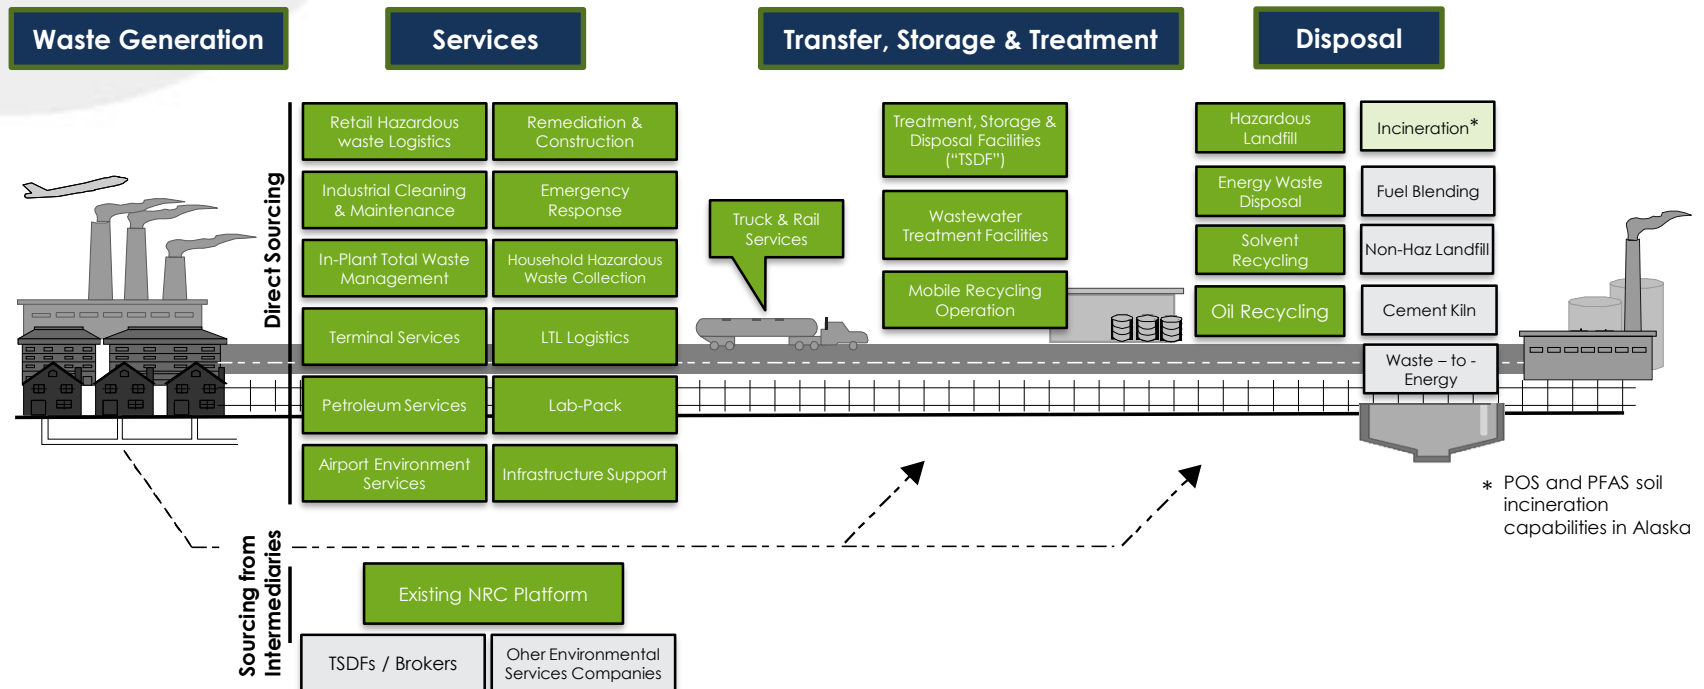 Waste Generation
Services
Transfer, Storage & Treatment
Disposal
Direct Sourcing
Retail Hazardous
waste Logistics
Remediation &
Construction
Industrial Cleaning
& Maintenance
Emergency
Response
In-Plant Total Waste
Management
Household Hazardous
Waste Collection
Terminal Services
LTL Logistics
Petroleum Services
Lab-Pack
Airport Environment
Services
Infrastructure Support
Truck & Rail
Services
Treatment, Storage &
Disposal Facilities
(“TSDF”)
Wastewater
Treatment Facilities
Mobile Recycling
Operation
Hazardous
Landfill
Incineration*
Energy Waste
Disposal
Fuel Blending
Solvent
Recycling
Non-Haz Landfill
Oil Recycling
Cement Kiln
Waste – to -
Energy
* POS and PFAS soil
incineration
capabilities in Alaska
Sourcing from
Intermediaries
Existing NRC Platform
TSDFs / Brokers
Oher Environmental
Services Companies